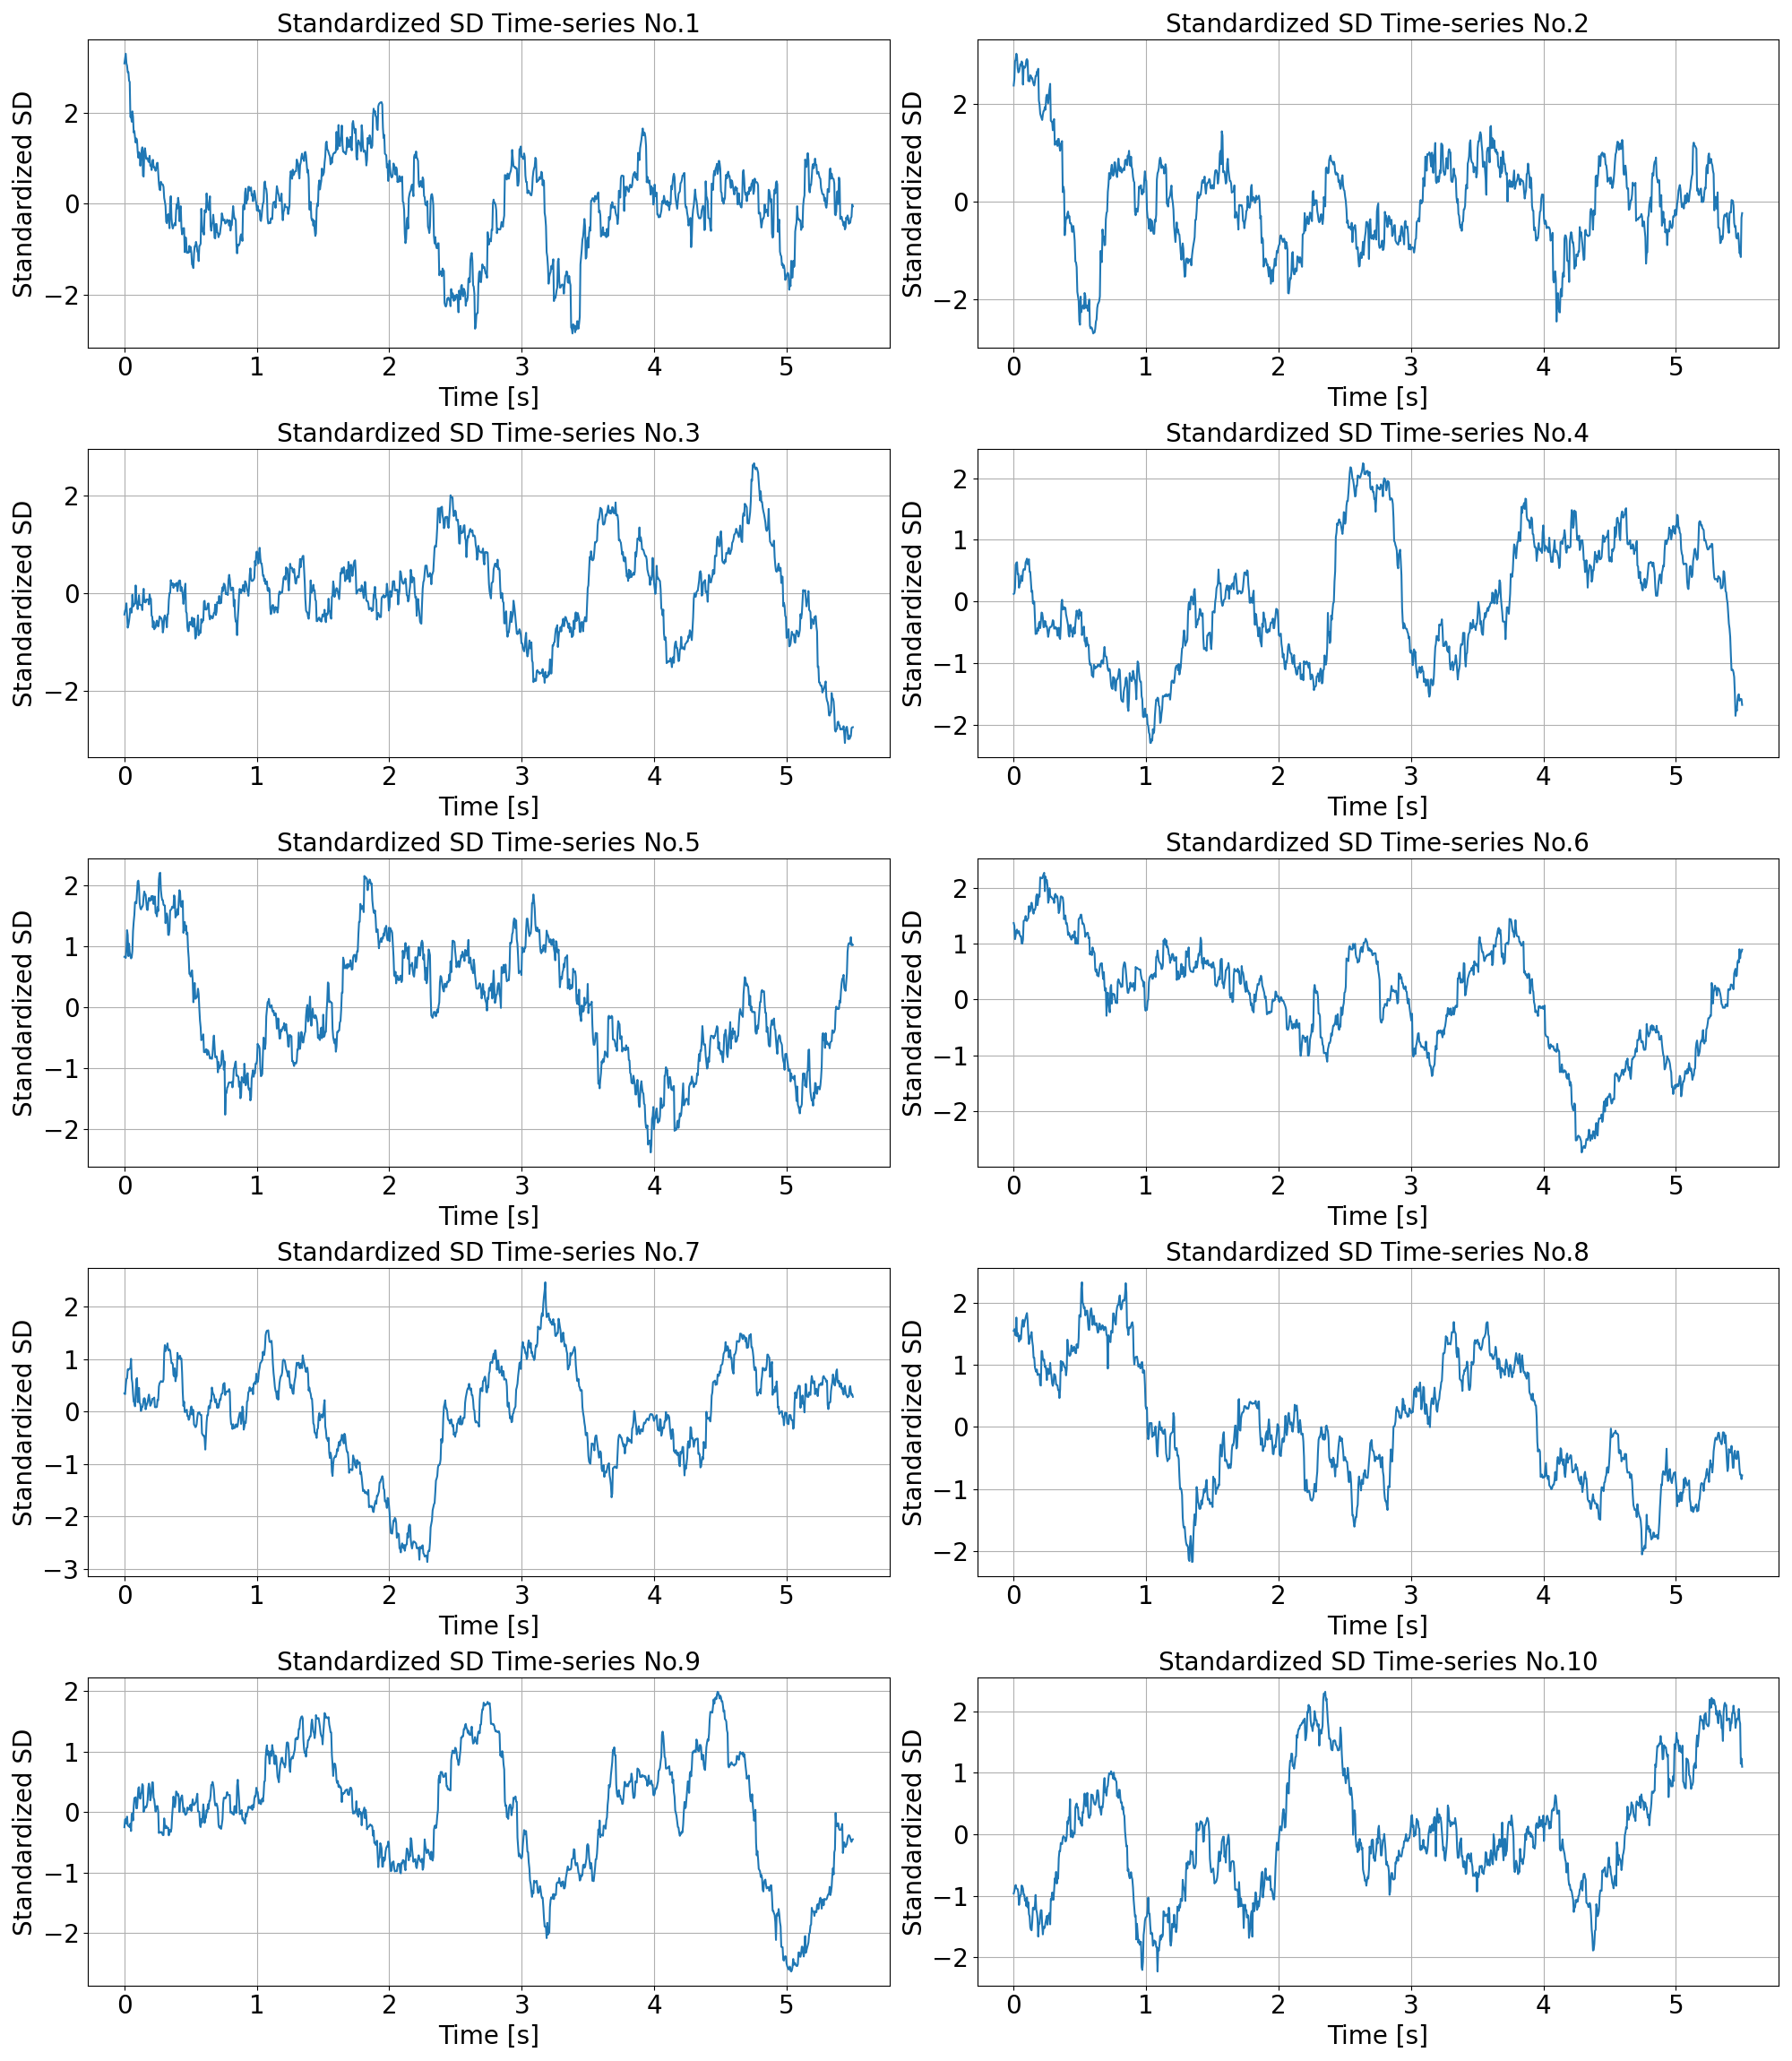 Standardized SD Time-series No.1
Standardized SD
2
0
−2
0 1 2 3 4 5
Time [s]
Standardized SD Time-series No.2
Standardized SD
2
0
−2
0 1 2 3 4 5
Time [s]
Standardized SD Time-series No.3
Standardized SD
2
0
−2
0 1 2 3 4 5
Time [s]
Standardized SD Time-series No.4
Standardized SD
2
1
0
−1
−2
0 1 2 3 4 5
Time [s]
Standardized SD Time-series No.5
Standardized SD
2
1
0
−1
−2
0 1 2 3 4 5
Time [s]
Standardized SD Time-series No.6
Standardized SD
2
1
0
−1
−2
0 1 2 3 4 5
Time [s]
Standardized SD Time-series No.7
Standardized SD
2
1
0
−1
−2
−3
0 1 2 3 4 5
Time [s]
Standardized SD Time-series No.8
Standardized SD
2
1
0
−1
−2
0 1 2 3 4 5
Time [s]
Standardized SD Time-series No.9
Standardized SD
2
1
0
−1
−2
0 1 2 3 4 5
Time [s]
Standardized SD Time-series No.10
Standardized SD
2
1
0
−1
−2
0 1 2 3 4 5
Time [s]